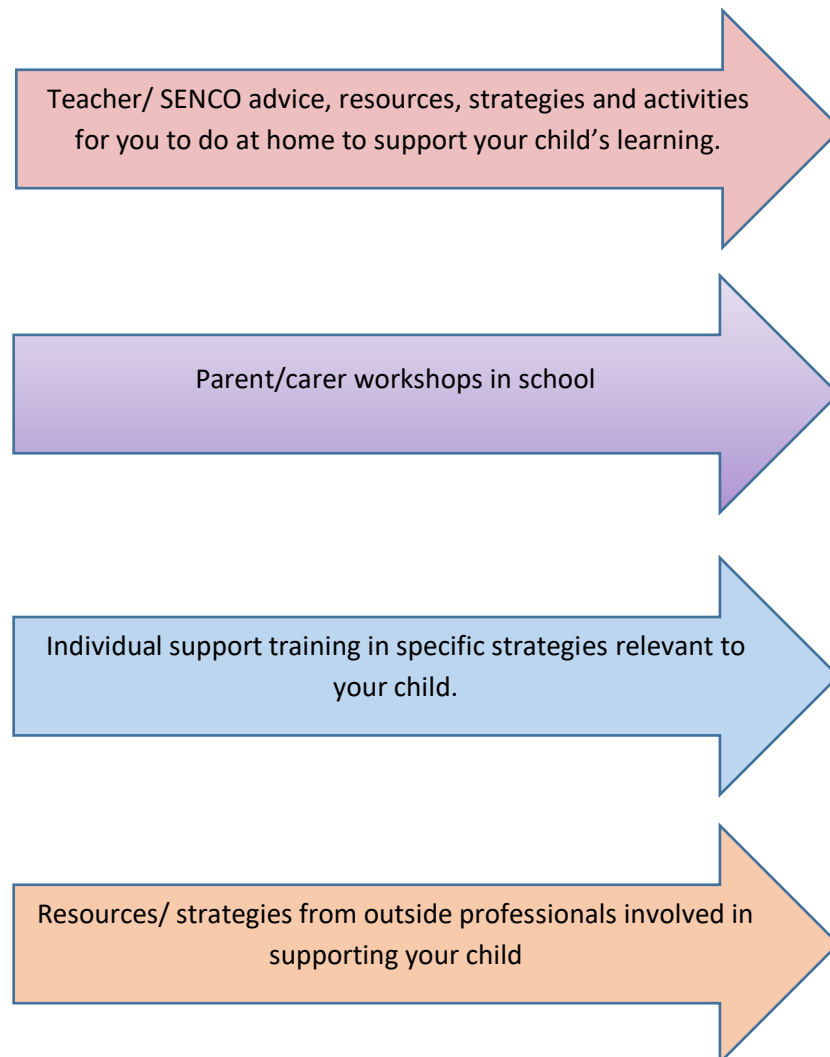 Teacher/ SENCO advice, resources, strategies and activities
for you to do at home to support your child’s learning.
Parent/carer workshops in school
Individual support training in specific strategies relevant to
your child.
Resources/ strategies from outside professionals involved in
supporting your child